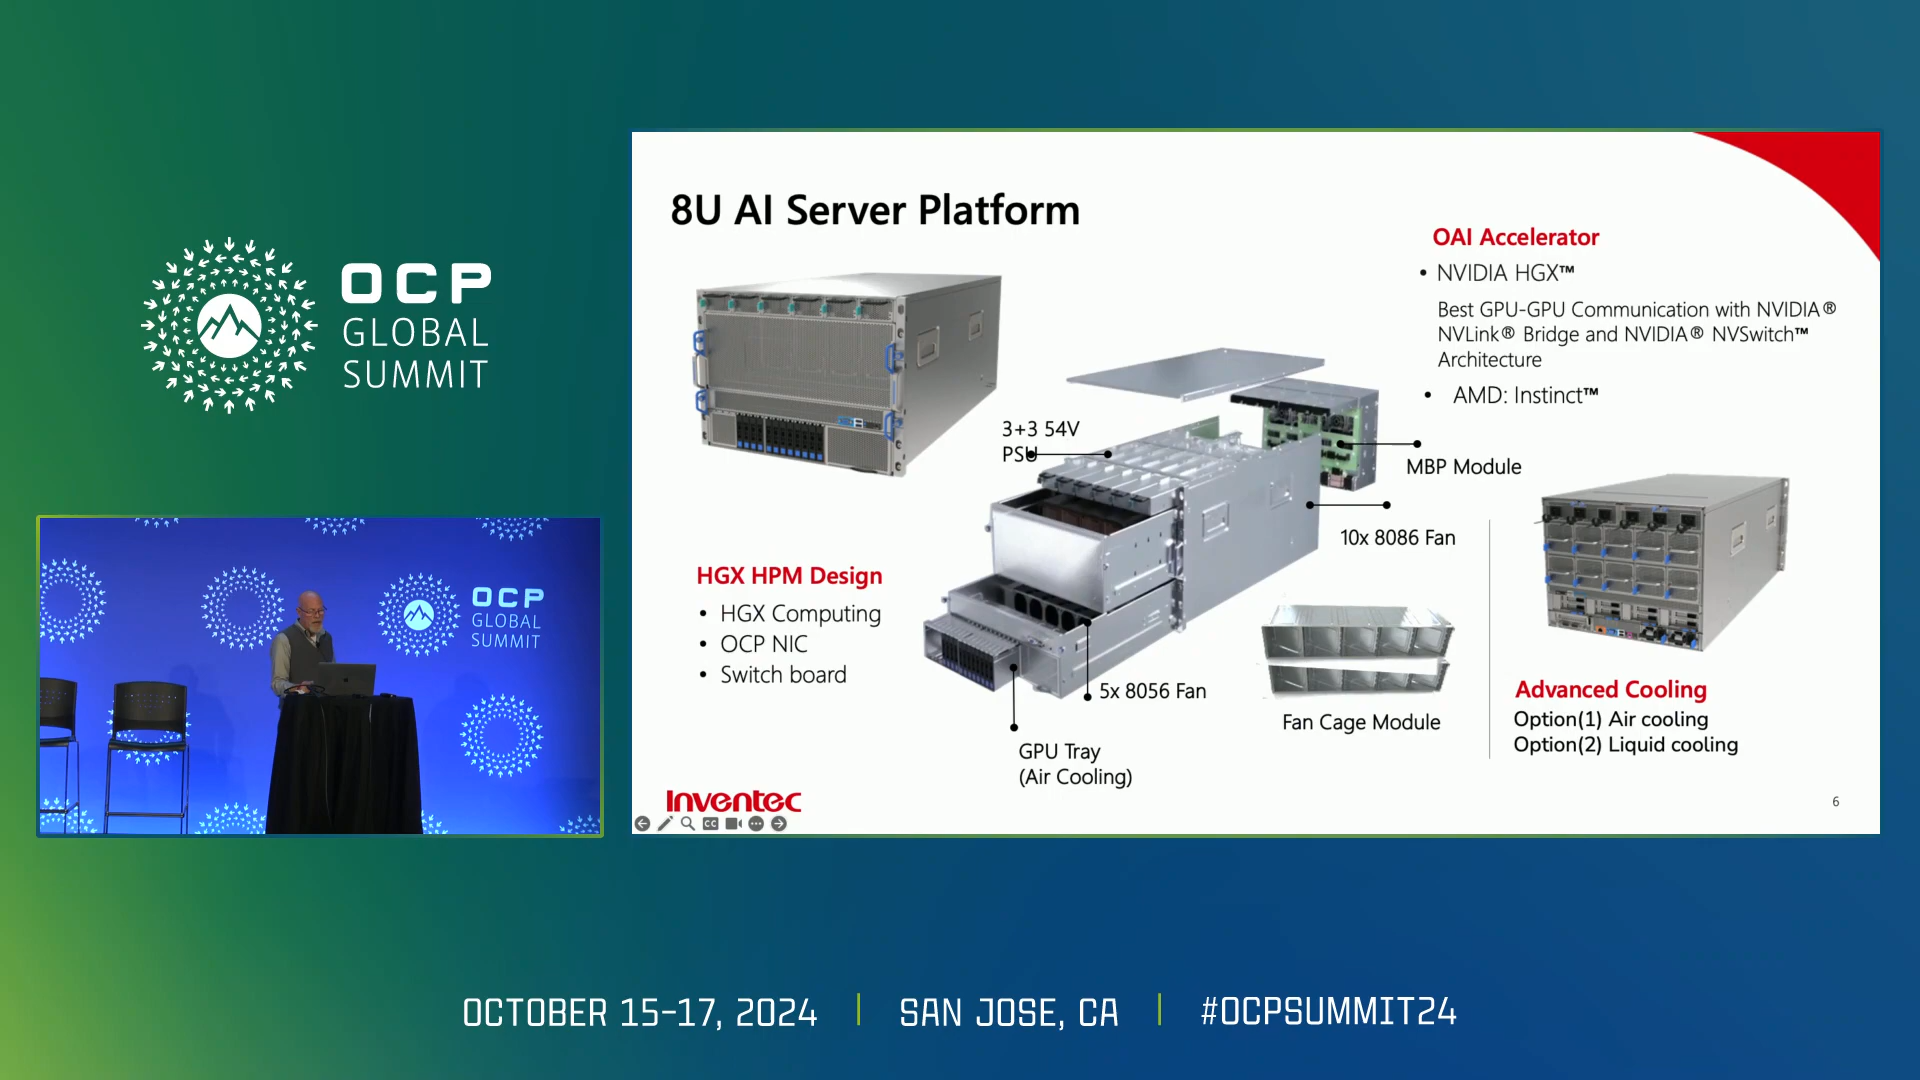 OCP
GLOBAL
SUMMIT
OCP
GLOBAL
SUMMIT
8U AI Server Platform
OAI Accelerator
• NVIDIA HGX™
Best GPU-GPU Communication with NVIDIA®
NVLink® Bridge and NVIDIA® NVSwitch™
Architecture
• AMD: Instinct™
3+3 54V
PSU
MBP Module
10x 8086 Fan
HGX HPM Design
• HGX Computing
• OCP NIC
• Switch board
5x 8056 Fan
GPU Tray
(Air Cooling)
Fan Cage Module
Advanced Cooling
Option(1) Air cooling
Option(2) Liquid cooling
Inventec
6
CC
OCTOBER 15-17, 2024
SAN JOSE, CA
#OCPSUMMIT24